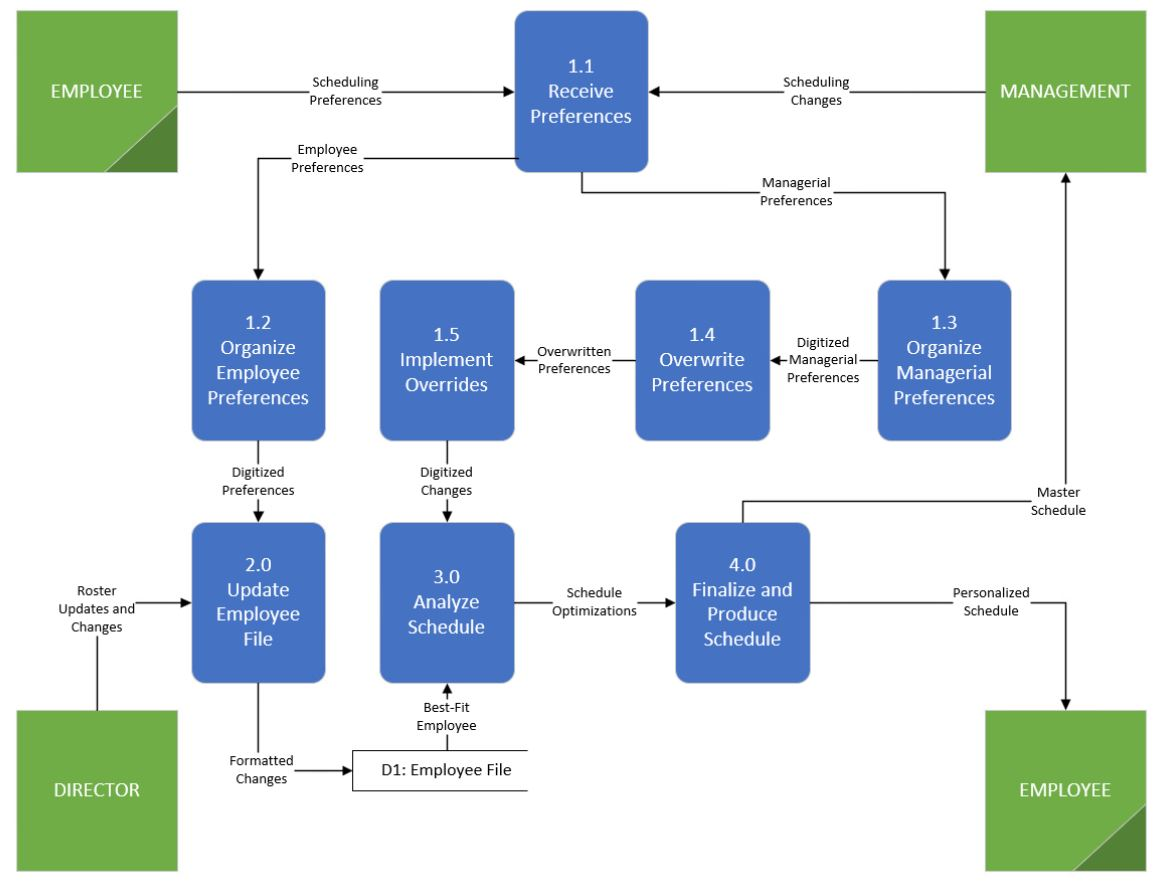 EMPLOYEE
Scheduling
Preferences
1.1
Receive
Preferences
Scheduling
Changes
MANAGEMENT
Employee
Preferences
Managerial
Preferences
1.2
Organize
Employee
Preferences
1.5
Implement
Overrides
Overwritten
Preferences
1.4
Overwrite
Preferences
Digitized
Managerial
Preferences
1.3
Organize
Managerial
Preferences
Digitized
Preferences
Digitized
Changes
Master
Schedule
Roster
Updates and
Changes
2.0
Update
Employee
File
3.0
Analyze
Schedule
Schedule
Optimizations
4.0
Finalize and
Produce
Schedule
Personalized
Schedule
Best-Fit
Employee
Formatted
Changes
D1: Employee File
DIRECTOR
EMPLOYEE